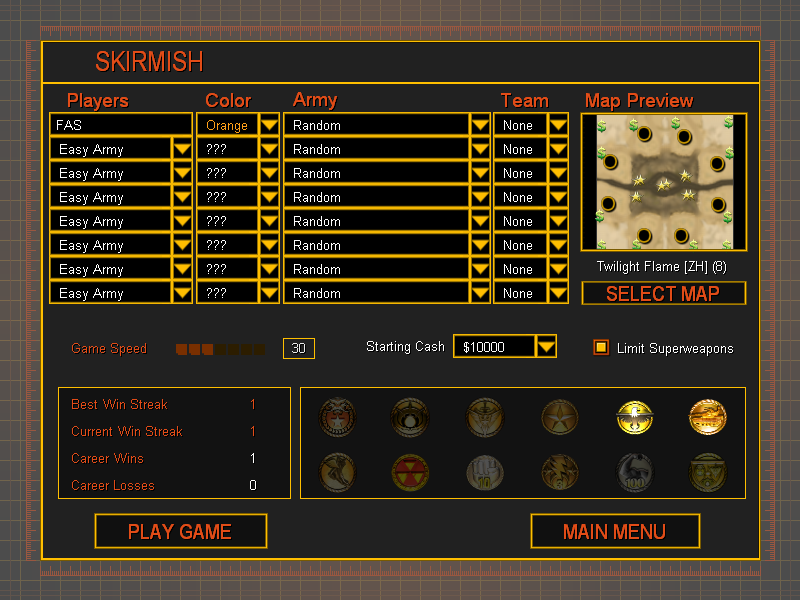 SKIRMISH
Players Color Army Team Map Preview
FAS Orange Random None
Easy Army ??? Random None
Easy Army ??? Random None
Easy Army ??? Random None
Easy Army ??? Random None
Easy Army ??? Random None
Easy Army ??? Random None
Easy Army ??? Random None
Twilight Flame [ZH] (8)
SELECT MAP
Game Speed 30 Starting Cash $10000 Limit Superweapons
Best Win Streak 1
Current Win Streak 1
Career Wins 1
Career Losses 0
10
3
100
PLAY GAME MAIN MENU